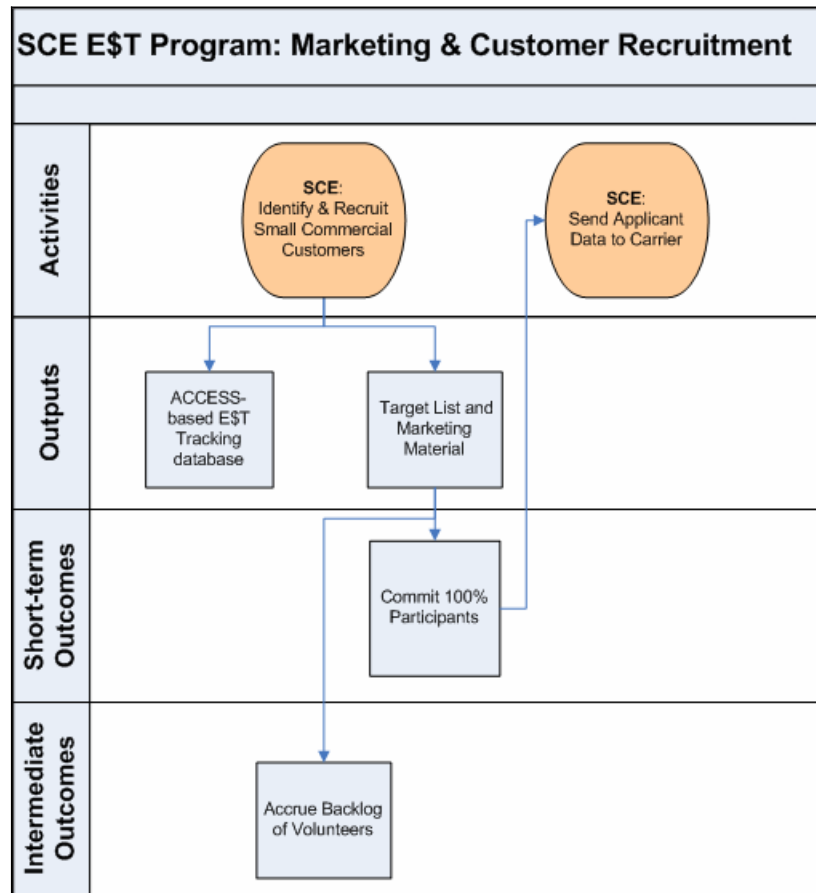 SCE E$T Program: Marketing & Customer Recruitment
Activities
SCE:
Identify & Recruit
Small Commercial
Customers
SCE:
Send Applicant
Data to Carrier
Outputs
ACCESS-
based E$T
Tracking
database
Target List and
Marketing
Material
Short-term
Outcomes
Commit 100%
Participants
Intermediate
Outcomes
Accrue Backlog
of Volunteers